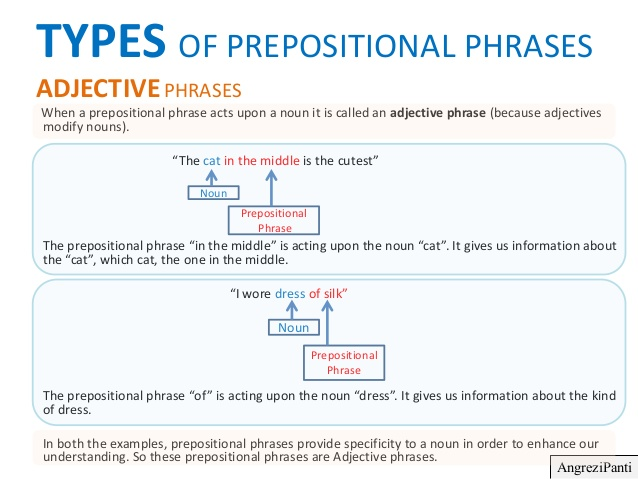 TYPES OF PREPOSITIONAL PHRASES
ADJECTIVE PHRASES
When a prepositional phrase acts upon a noun it is called an adjective phrase (because adjectives
modify nouns).
“The cat in the middle is the cutest”
Noun
Prepositional
Phrase
The prepositional phrase “in the middle” is acting upon the noun “cat”. It gives us information about
the “cat”, which cat, the one in the middle.
“I wore dress of silk”
Noun
Prepositional
Phrase
The prepositional phrase “of” is acting upon the noun “dress”. It gives us information about the kind
of dress.
In both the examples, prepositional phrases provide specificity to a noun in order to enhance our
understanding. So these prepositional phrases are Adjective phrases.
AngreziPanti